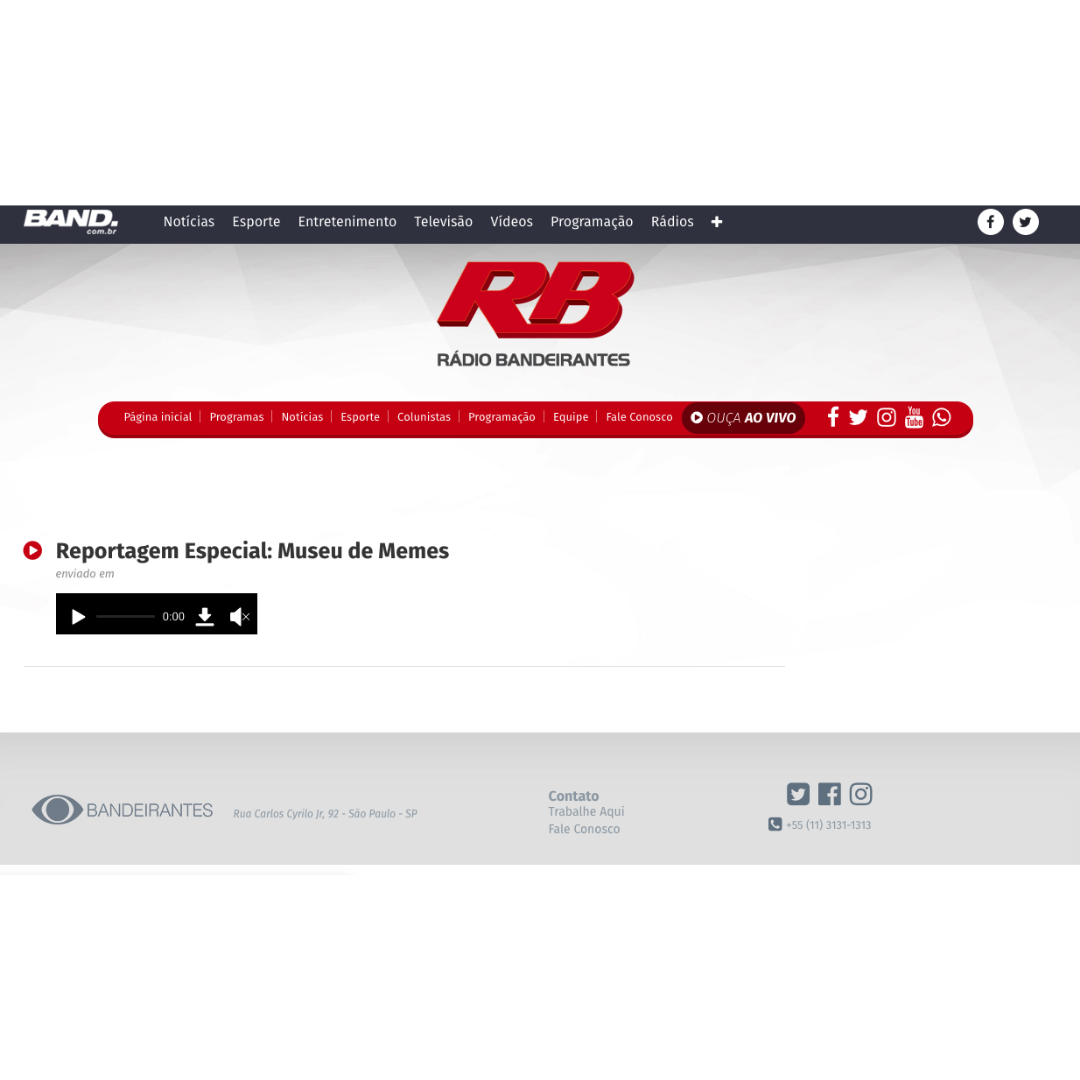 BAND.
com.br
Notícias Esporte Entretenimento Televisão Vídeos Programação Rádios +
RB
RÁDIO BANDEIRANTES
Página inicial | Programas | Notícias | Esporte | Colunistas | Programação | Equipe | Fale Conosco OUÇA AO VIVO You Tube
Reportagem Especial: Museu de Memes
enviado em
0:00
BANDEIRANTES Rua Carlos Cyrilo Jr, 92 - São Paulo - SP
Contato
Trabalhe Aqui
Fale Conosco
+55 (11) 3131-1313